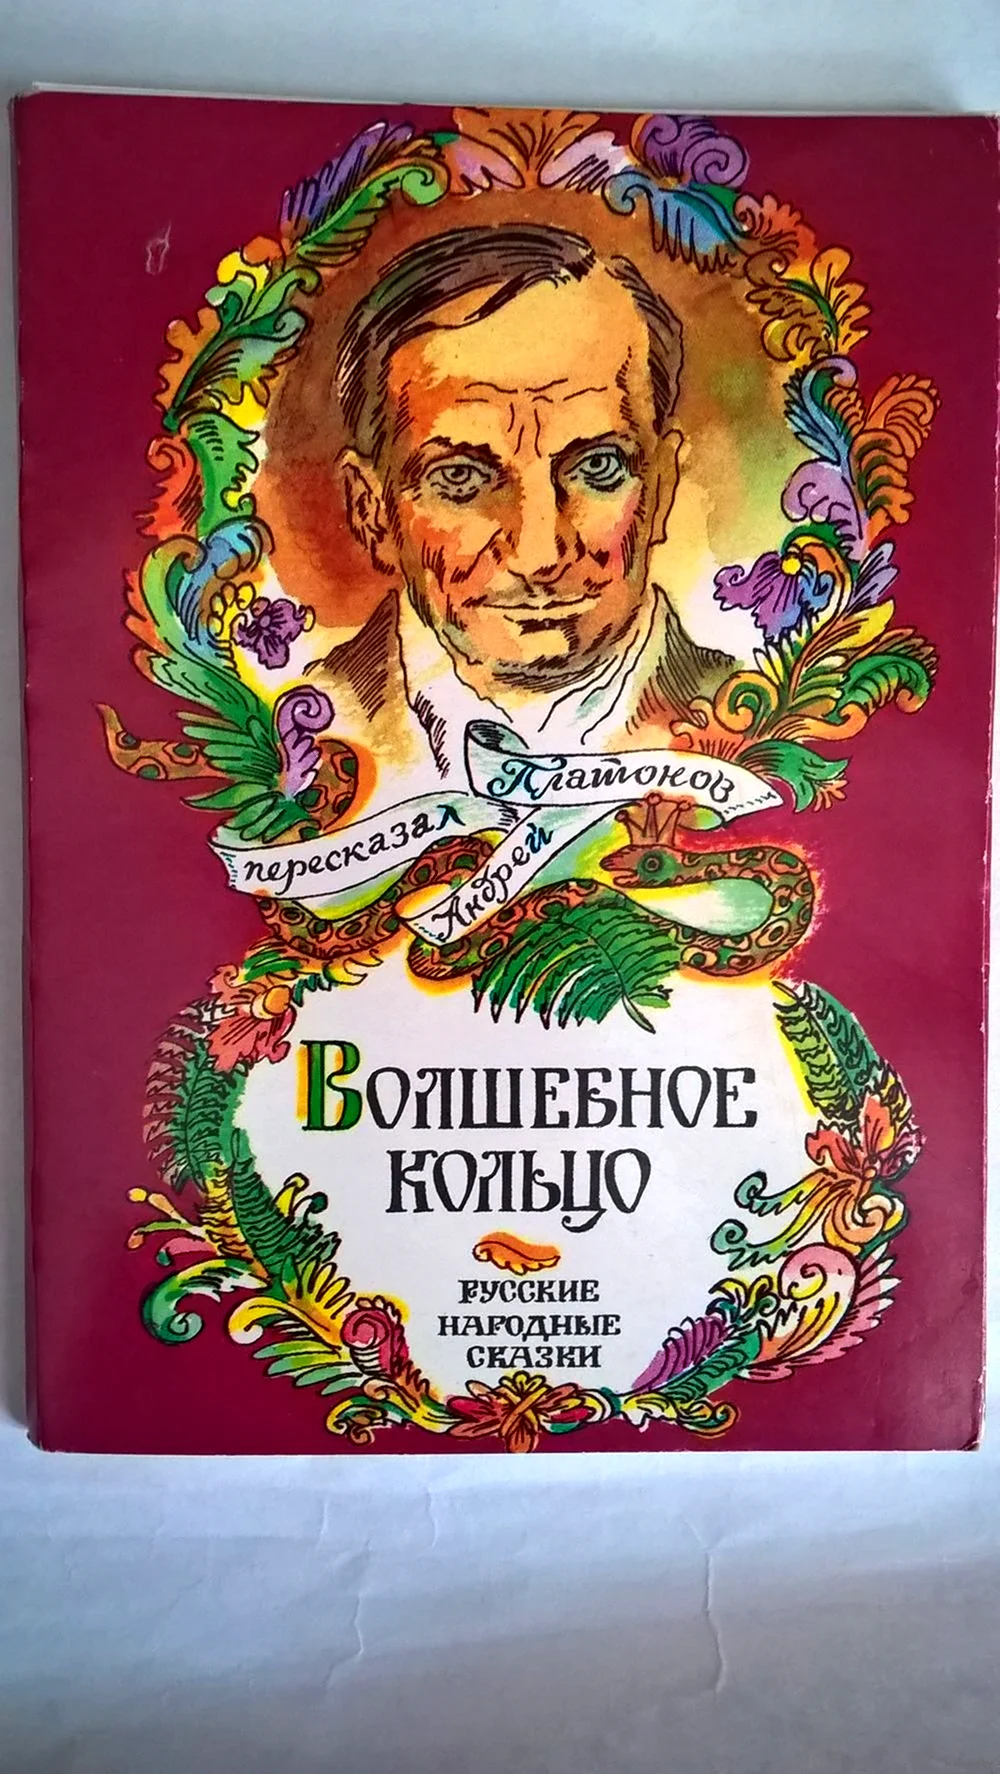 пересказал
Андрей
Платонов
Волшебное
кольцо
русские
народные
сказки